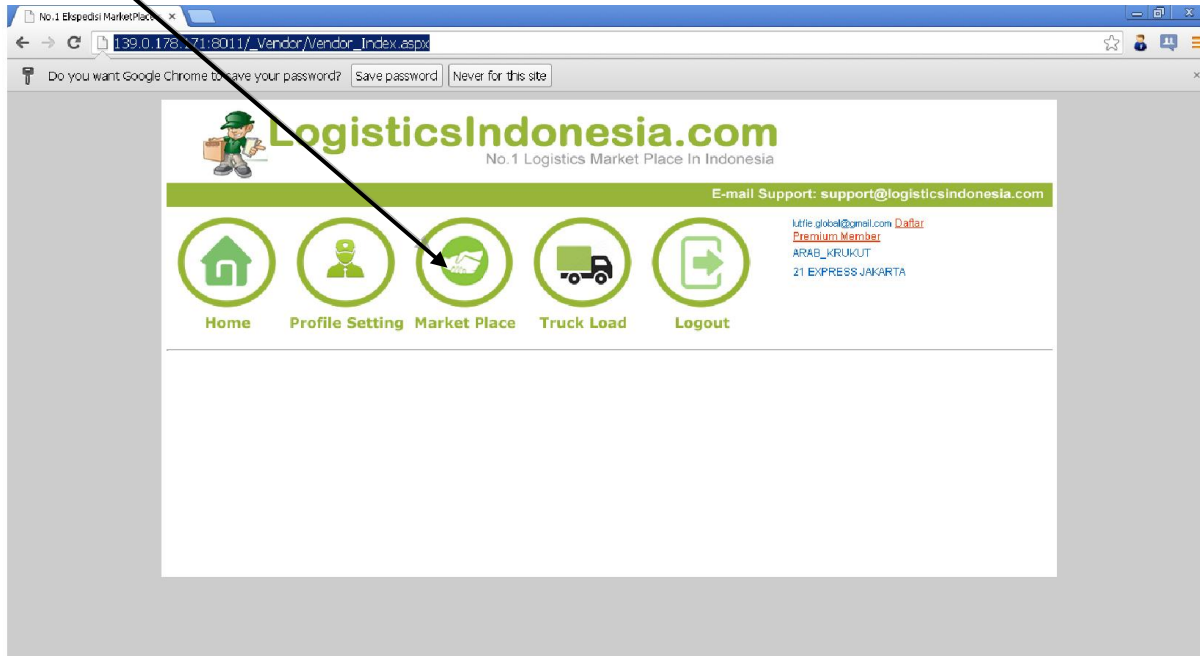 No.1 Ekspedisi MarketPlace
139.0.178.171:8011/_Vendor/Vendor_Index.aspx
Do you want Google Chrome to save your password? Save password Never for this site
LogisticsIndonesia.com
No.1 Logistics Market Place In Indonesia
E-mail Support: support@logisticsindonesia.com
lutfie.global@gmail.com Daftar
Premium Member
ARAB_KRUKUT
21 EXPRESS JAKARTA
Home Profile Setting Market Place Truck Load Logout